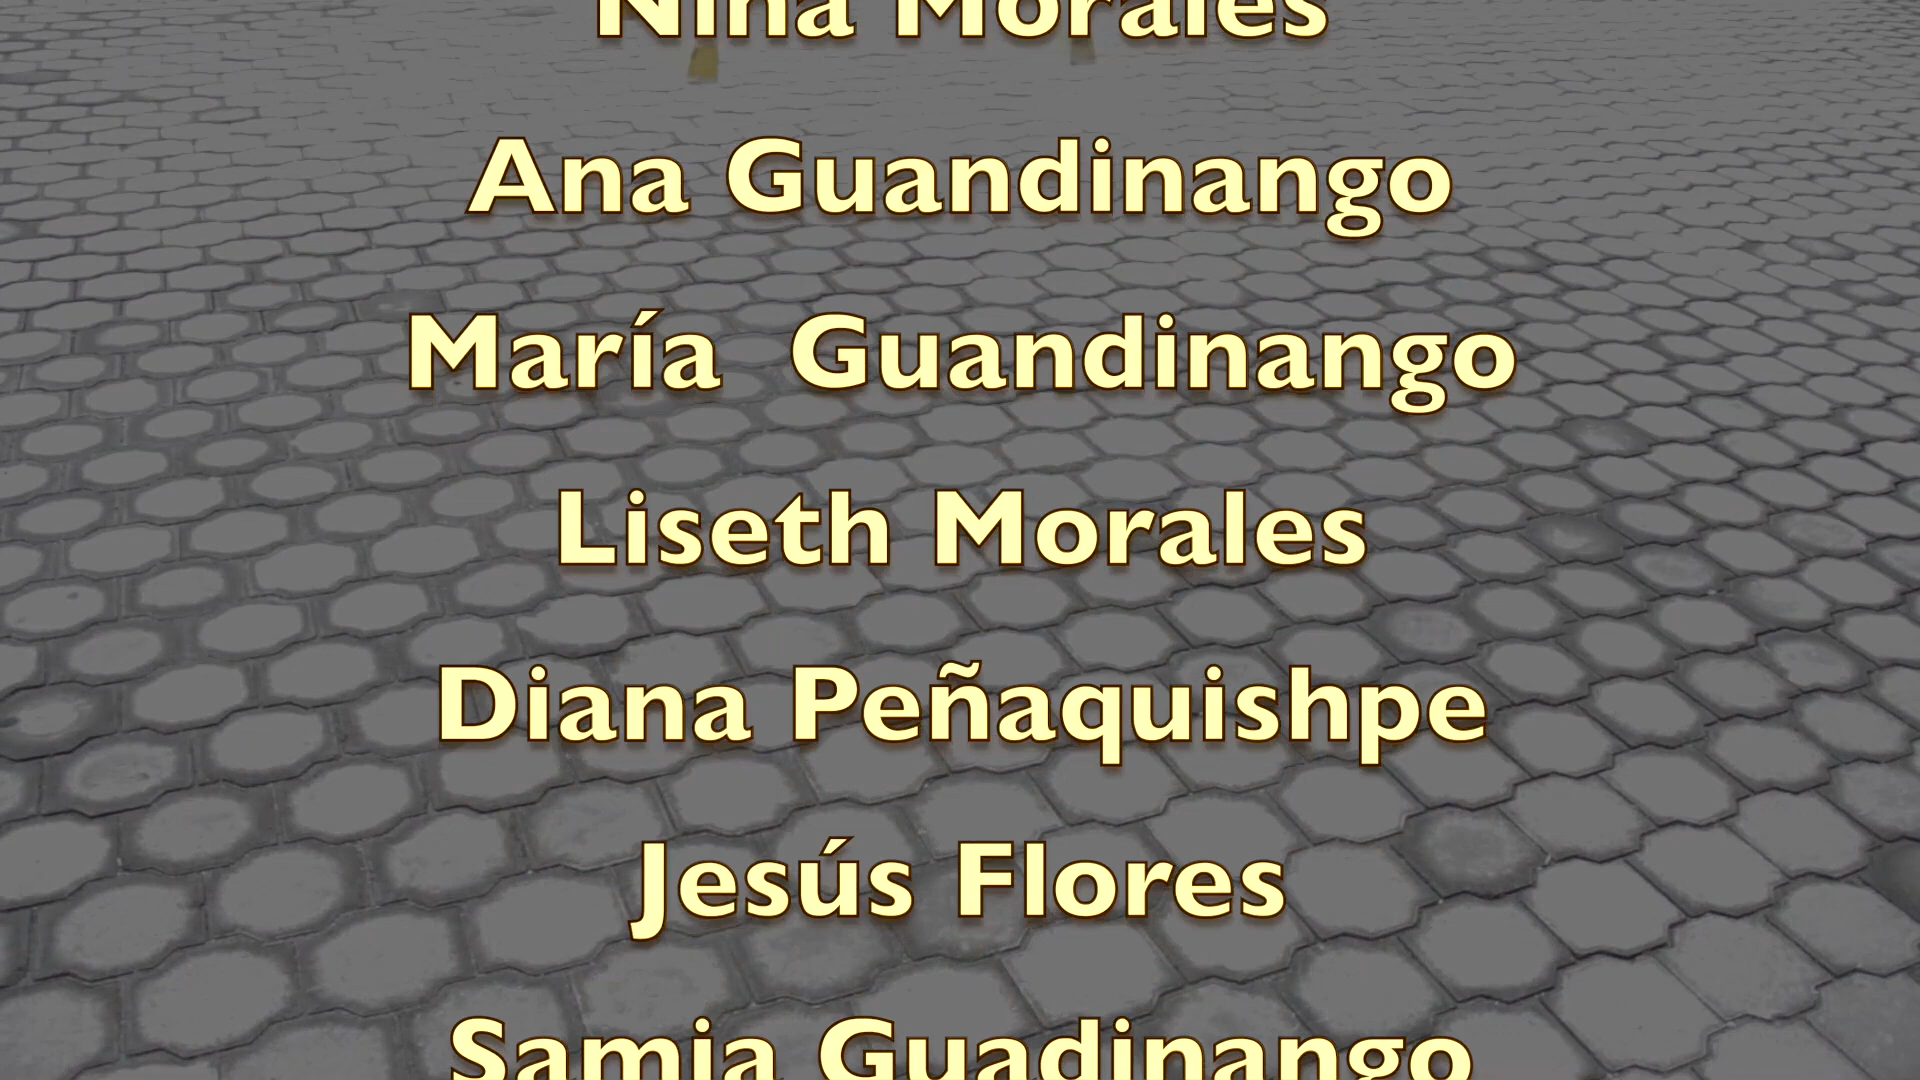 Nina Morales
Ana Guandinango
María  Guandinango
Liseth Morales
Diana Peñaquishpe
Jesús Flores
Samia Guadinango